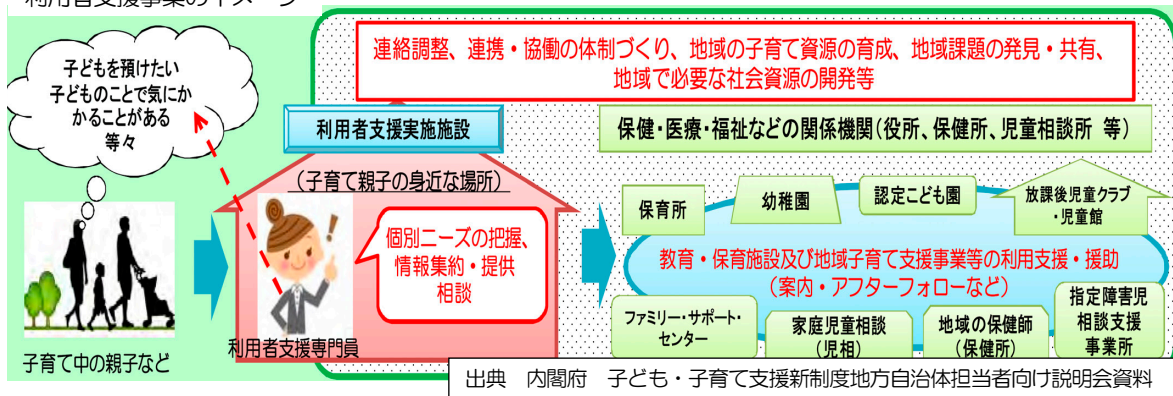 利用者支援事業のイメージ
子どもを預けたい
子どものことで気にか
かることがある
等々
子育て中の親子など
連絡調整、連携・協働の体制づくり、地域の子育て資源の育成、地域課題の発見・共有、
地域で必要な社会資源の開発等
利用者支援実施施設
(子育て親子の身近な場所)
個別ニーズの把握、
情報集約・提供
相談
利用者支援専門員
保健・医療・福祉などの関係機関(役所、保健所、児童相談所 等)
保育所
幼稚園
認定こども園
放課後児童クラブ
・児童館
教育・保育施設及び地域子育て支援事業等の利用支援・援助
(案内・アフターフォローなど)
ファミリー・サポート・
センター
家庭児童相談
(児相)
地域の保健師
(保健所)
指定障害児
相談支援
事業所
出典 内閣府 子ども・子育て支援新制度地方自治体担当者向け説明会資料